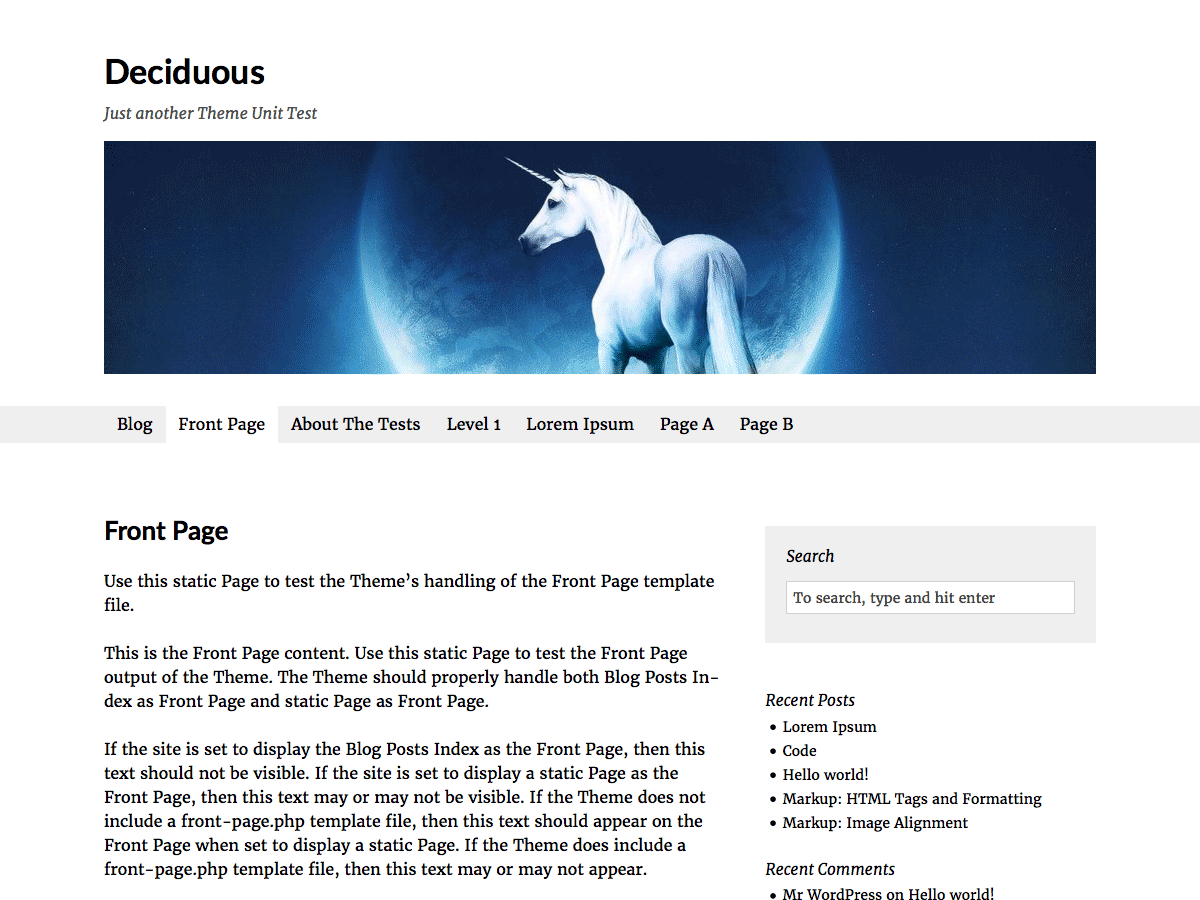 Deciduous
Just another Theme Unit Test
Blog Front Page About The Tests Level 1 Lorem Ipsum Page A Page B
Front Page
Use this static Page to test the Theme’s handling of the Front Page template
file.
This is the Front Page content. Use this static Page to test the Front Page
output of the Theme. The Theme should properly handle both Blog Posts In-
dex as Front Page and static Page as Front Page.
If the site is set to display the Blog Posts Index as the Front Page, then this
text should not be visible. If the site is set to display a static Page as the
Front Page, then this text may or may not be visible. If the Theme does not
include a front-page.php template file, then this text should appear on the
Front Page when set to display a static Page. If the Theme does include a
front-page.php template file, then this text may or may not appear.
Search
To search, type and hit enter
Recent Posts
• Lorem Ipsum
• Code
• Hello world!
• Markup: HTML Tags and Formatting
• Markup: Image Alignment
Recent Comments
• Mr WordPress on Hello world!